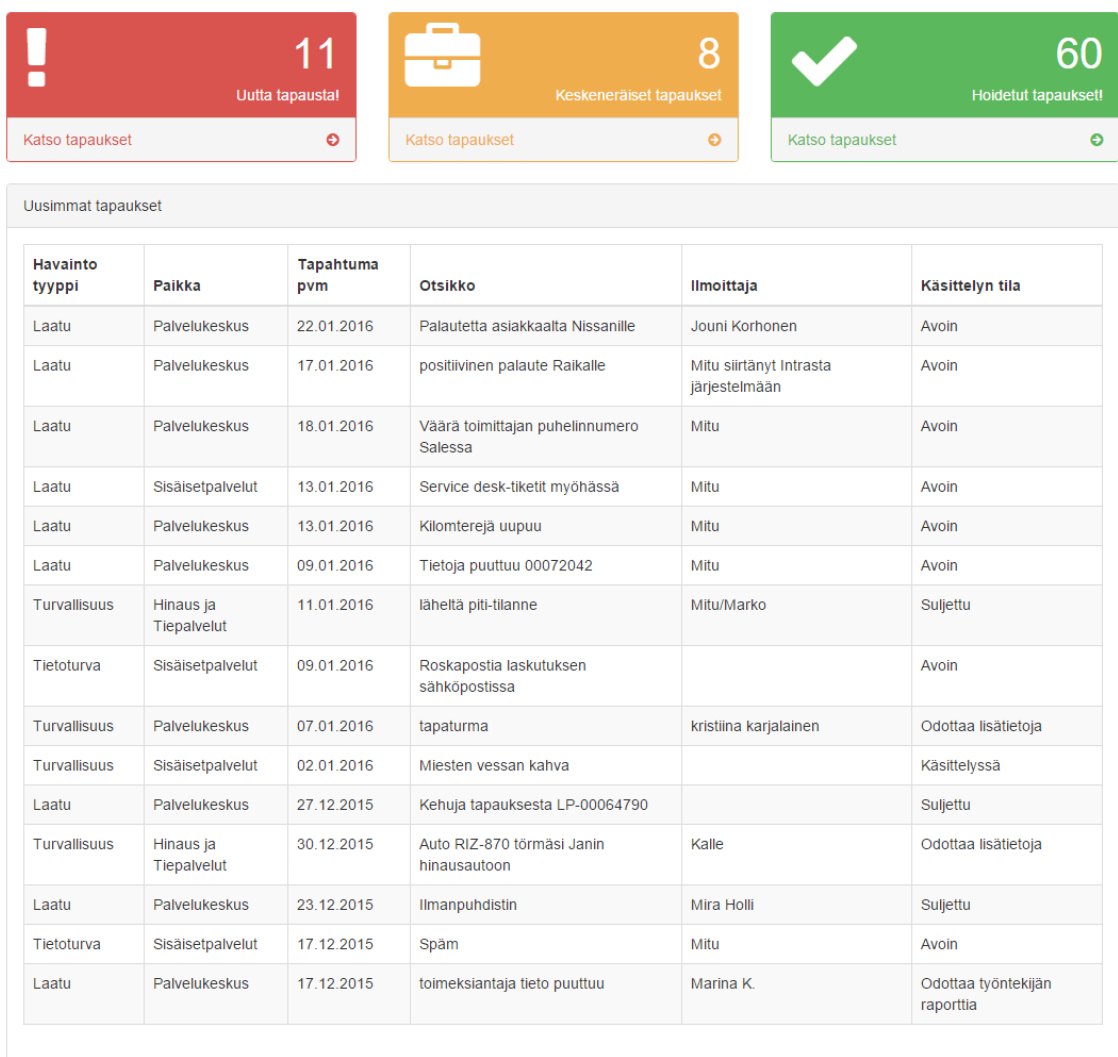 11
Uutta tapausta!
Katso tapaukset
8
Keskeneräiset tapaukset
Katso tapaukset
60
Hoidetut tapaukset!
Katso tapaukset
Uusimmat tapaukset
Havainto tyyppi Paikka Tapahtuma pvm Otsikko Ilmoittaja Käsittelyn tila
Laatu Palvelukeskus 22.01.2016 Palautetta asiakkaalta Nissanille Jouni Korhonen Avoin
Laatu Palvelukeskus 17.01.2016 positiivinen palaute Raikalle Mitu siirtänyt Intrasta järjestelmään Avoin
Laatu Palvelukeskus 18.01.2016 Väärä toimittajan puhelinnumero Salessa Mitu Avoin
Laatu Sisäisetpalvelut 13.01.2016 Service desk-tiketit myöhässä Mitu Avoin
Laatu Palvelukeskus 13.01.2016 Kilomterejä uupuu Mitu Avoin
Laatu Palvelukeskus 09.01.2016 Tietoja puuttuu 00072042 Mitu Avoin
Turvallisuus Hinaus ja Tiepalvelut 11.01.2016 läheltä piti-tilanne Mitu/Marko Suljettu
Tietoturva Sisäisetpalvelut 09.01.2016 Roskapostia laskutuksen sähköpostissa Avoin
Turvallisuus Palvelukeskus 07.01.2016 tapaturma kristiina karjalainen Odottaa lisätietoja
Turvallisuus Sisäisetpalvelut 02.01.2016 Miesten vessan kahva Käsittelyssä
Laatu Palvelukeskus 27.12.2015 Kehuja tapauksesta LP-00064790 Suljettu
Turvallisuus Hinaus ja Tiepalvelut 30.12.2015 Auto RIZ-870 törmäsi Janin hinausautoon Kalle Odottaa lisätietoja
Laatu Palvelukeskus 23.12.2015 Ilmanpuhdistin Mira Holli Suljettu
Tietoturva Sisäisetpalvelut 17.12.2015 Späm Mitu Avoin
Laatu Palvelukeskus 17.12.2015 toimeksiantaja tieto puuttuu Marina K. Odottaa työntekijän raporttia